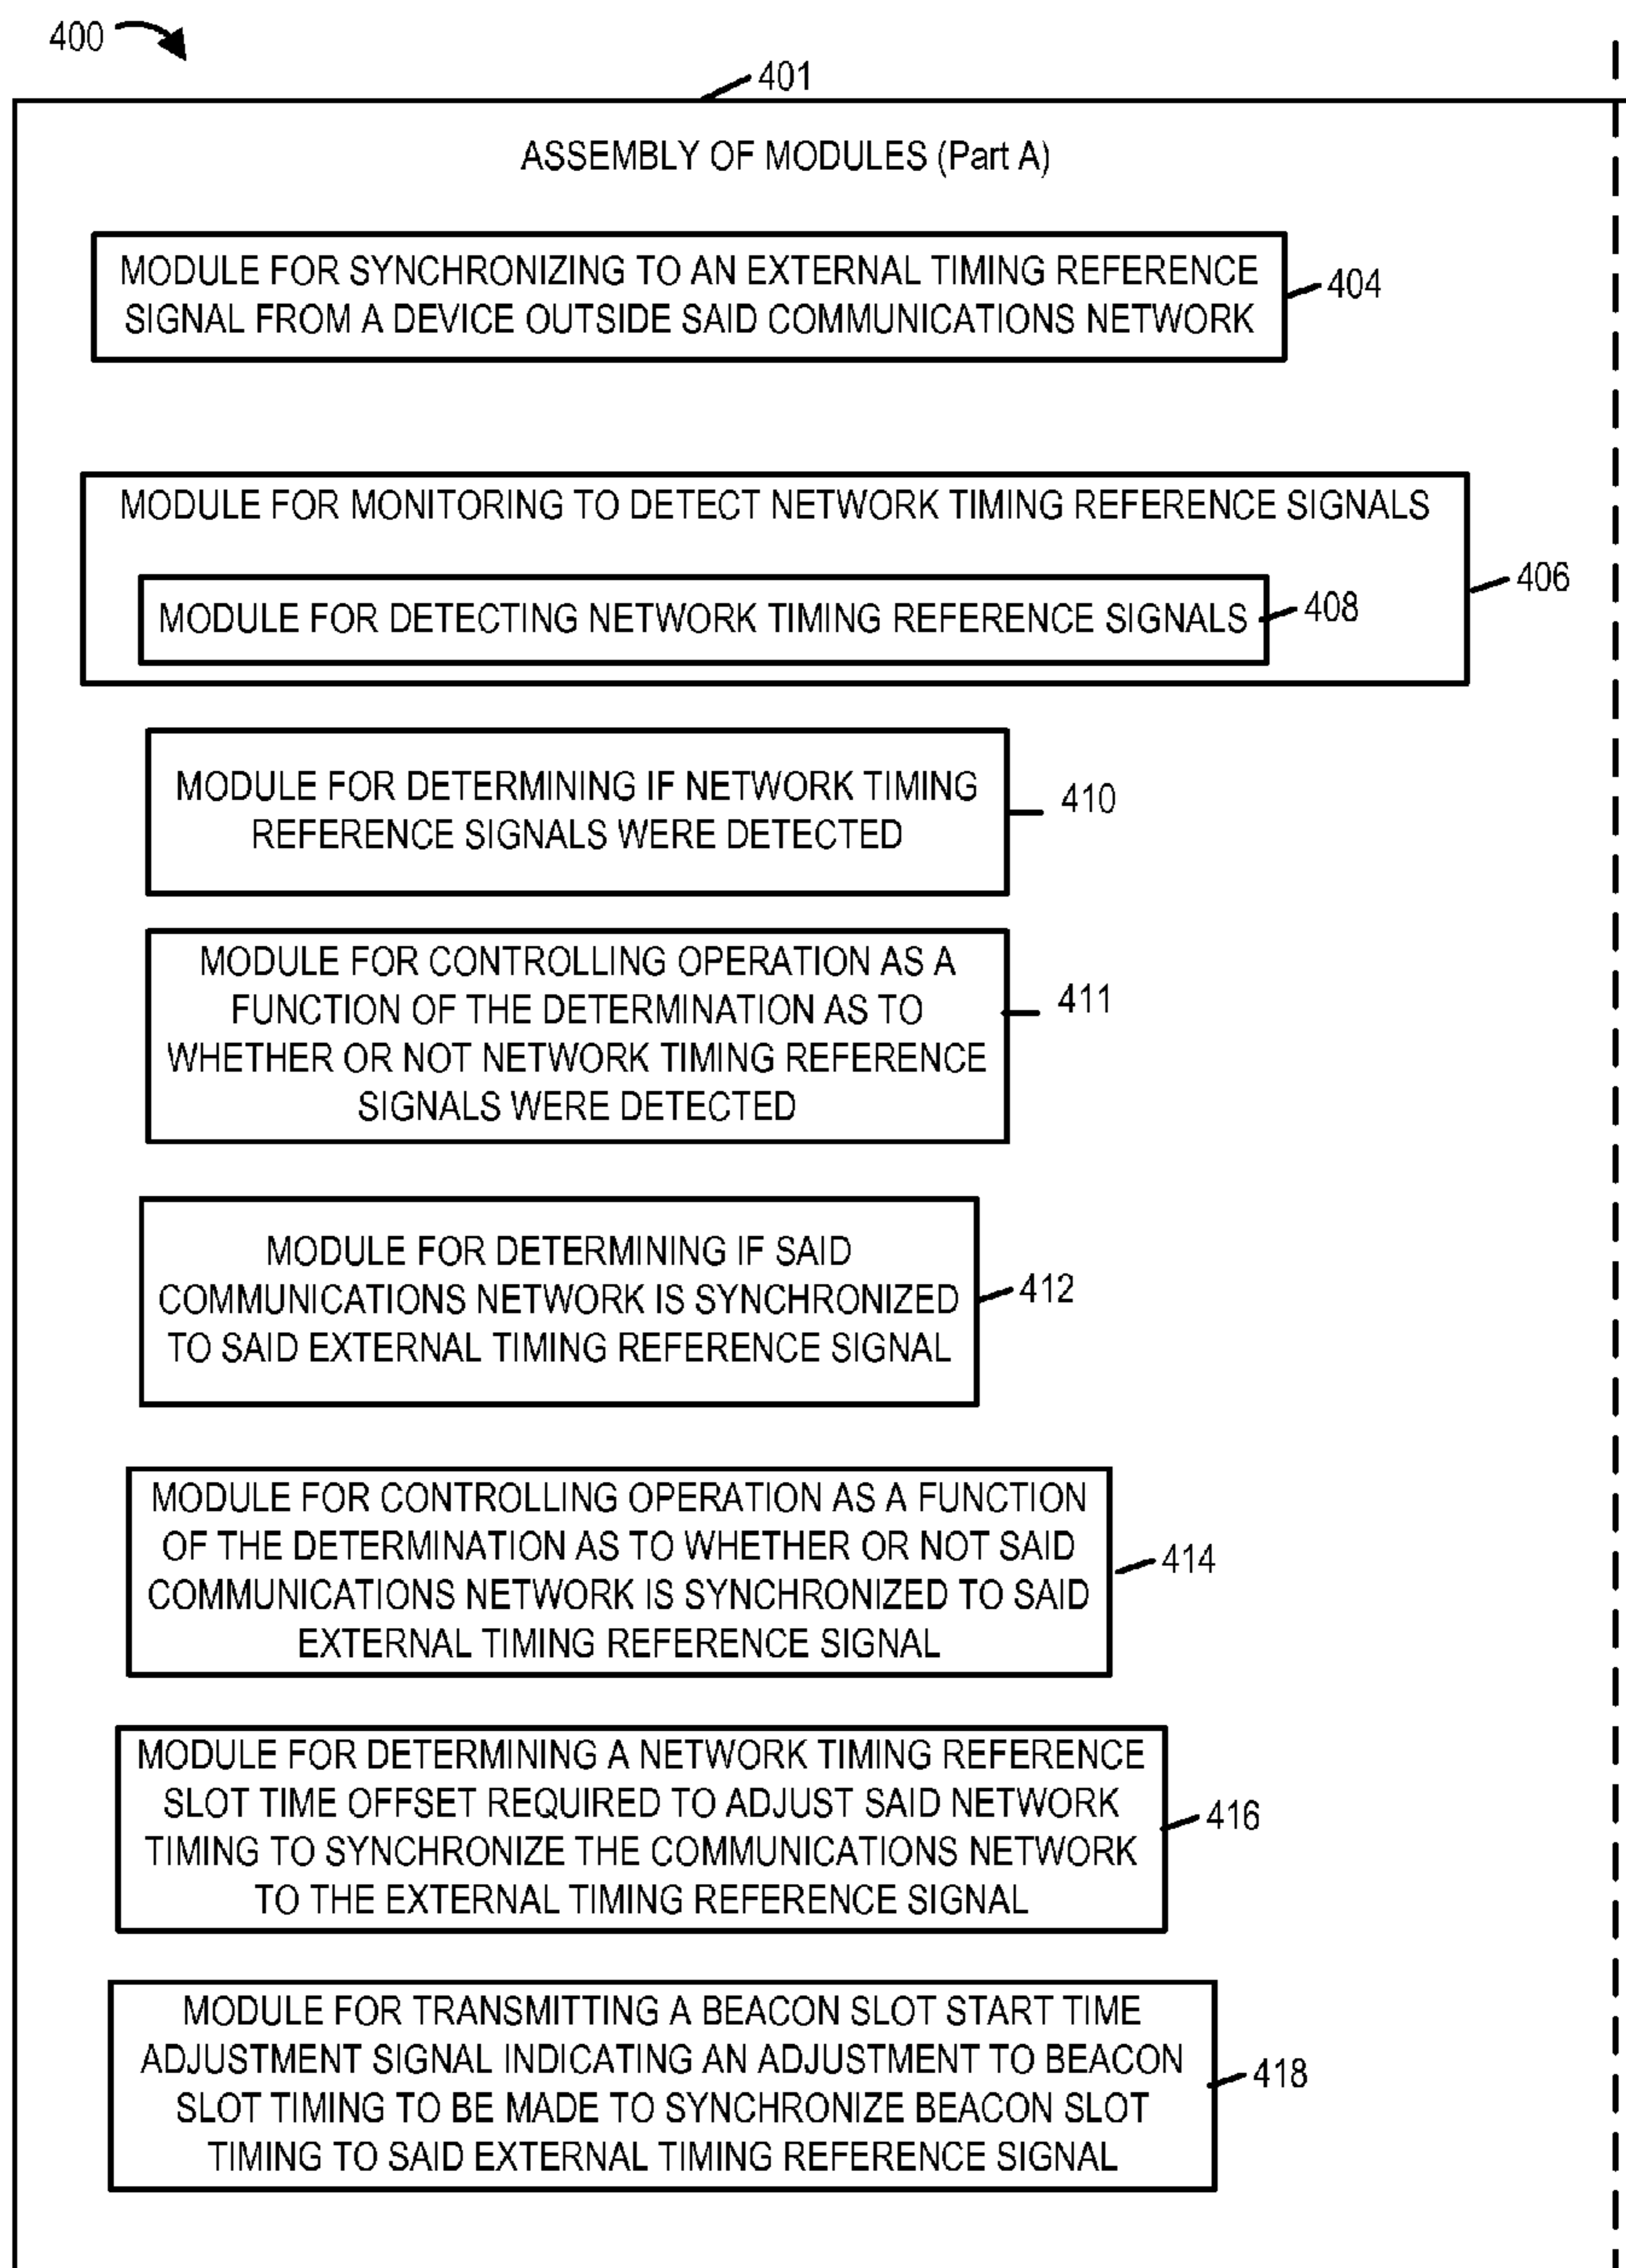 400
401
ASSEMBLY OF MODULES (Part A)
MODULE FOR SYNCHRONIZING TO AN EXTERNAL TIMING REFERENCE
SIGNAL FROM A DEVICE OUTSIDE SAID COMMUNICATIONS NETWORK
404
MODULE FOR MONITORING TO DETECT NETWORK TIMING REFERENCE SIGNALS
406
MODULE FOR DETECTING NETWORK TIMING REFERENCE SIGNALS
408
MODULE FOR DETERMINING IF NETWORK TIMING
REFERENCE SIGNALS WERE DETECTED
410
MODULE FOR CONTROLLING OPERATION AS A
FUNCTION OF THE DETERMINATION AS TO
WHETHER OR NOT NETWORK TIMING REFERENCE
SIGNALS WERE DETECTED
411
MODULE FOR DETERMINING IF SAID
COMMUNICATIONS NETWORK IS SYNCHRONIZED
TO SAID EXTERNAL TIMING REFERENCE SIGNAL
412
MODULE FOR CONTROLLING OPERATION AS A FUNCTION
OF THE DETERMINATION AS TO WHETHER OR NOT SAID
COMMUNICATIONS NETWORK IS SYNCHRONIZED TO SAID
EXTERNAL TIMING REFERENCE SIGNAL
414
MODULE FOR DETERMINING A NETWORK TIMING REFERENCE
SLOT TIME OFFSET REQUIRED TO ADJUST SAID NETWORK
TIMING TO SYNCHRONIZE THE COMMUNICATIONS NETWORK
TO THE EXTERNAL TIMING REFERENCE SIGNAL
416
MODULE FOR TRANSMITTING A BEACON SLOT START TIME
ADJUSTMENT SIGNAL INDICATING AN ADJUSTMENT TO BEACON
SLOT TIMING TO BE MADE TO SYNCHRONIZE BEACON SLOT
TIMING TO SAID EXTERNAL TIMING REFERENCE SIGNAL
418